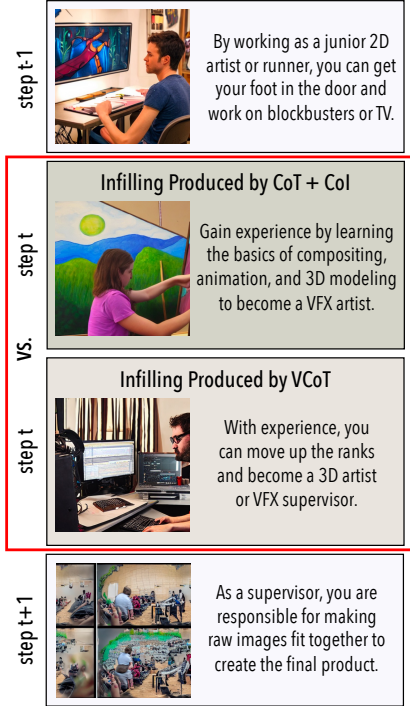 step t-1
By working as a junior 2D
artist or runner, you can get
your foot in the door and
work on blockbusters or TV.
Infilling Produced by CoT + CoI
step t
Gain experience by learning
the basics of compositing,
animation, and 3D modeling
to become a VFX artist.
vs.
Infilling Produced by VCoT
step t
With experience, you
can move up the ranks
and become a 3D artist
or VFX supervisor.
step t+1
As a supervisor, you are
responsible for making
raw images fit together to
create the final product.